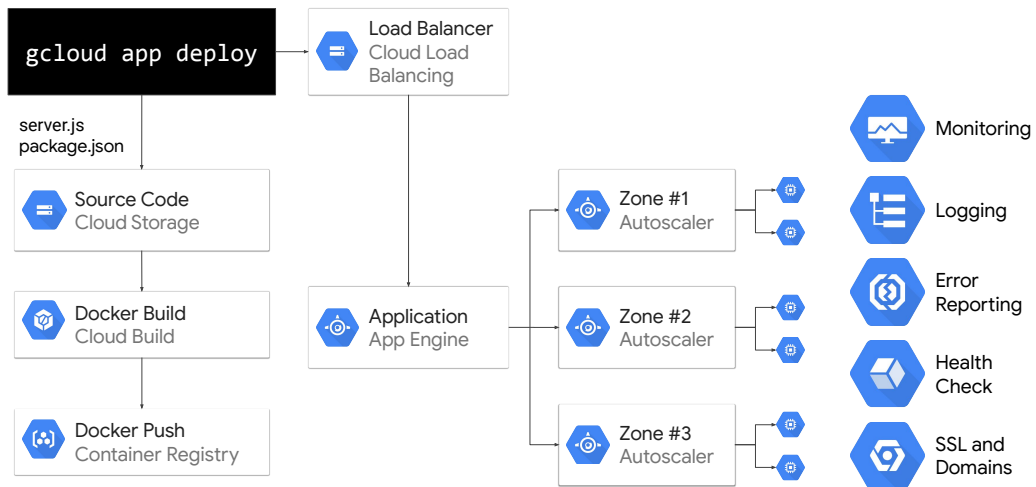 gcloud app deploy
server.js
package.json
Source Code
Cloud Storage
Docker Build
Cloud Build
Docker Push
Container Registry
Load Balancer
Cloud Load
Balancing
Application
App Engine
Zone #1
Autoscaler
Zone #2
Autoscaler
Zone #3
Autoscaler
Monitoring
Logging
Error
Reporting
Health
Check
SSL and
Domains